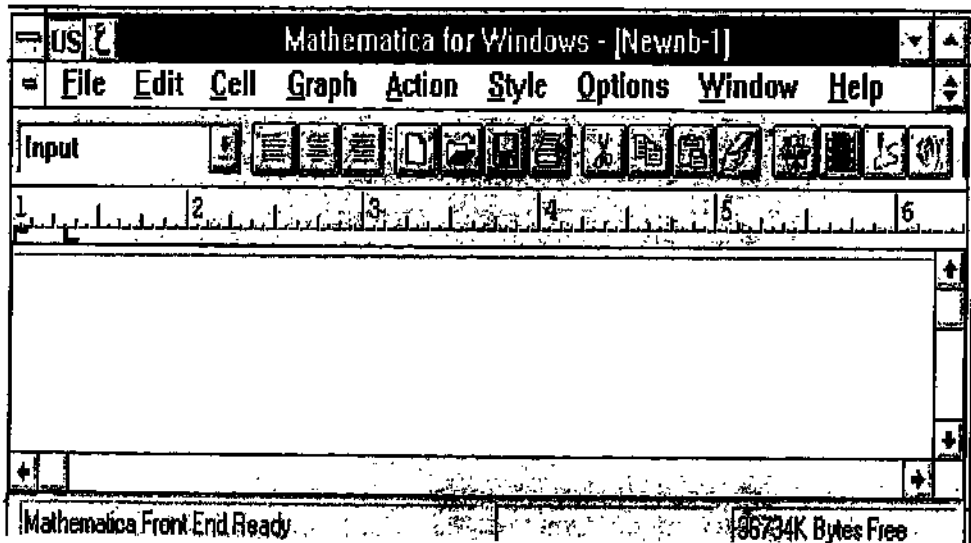 US Mathematica for Windows - [Newnb-1]
File Edit Cell Graph Action Style Options Window Help
Input
1 2 3 4 5 6
Mathematica Front End Ready 36734K Bytes Free